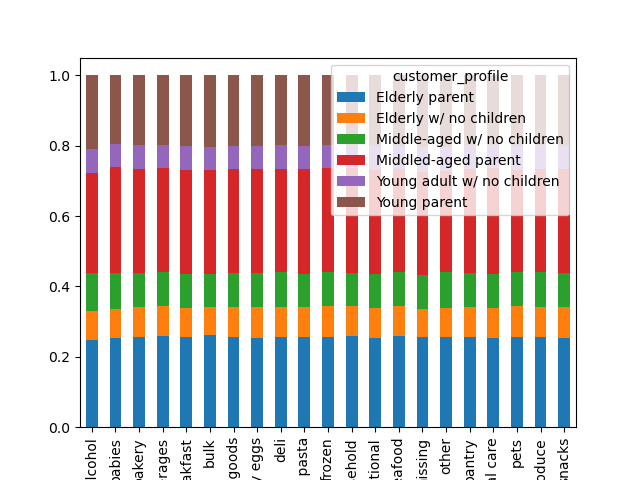 1.0
0.8
0.6
0.4
0.2
0.0
customer_profile
Elderly parent
Elderly w/ no children
Middle-aged w/ no children
Middled-aged parent
Young adult w/ no children
Young parent
lcohol
babies
bakery
rages
akfast
bulk
goods
/ eggs
deli
pasta
frozen
ehold
tional
eafood
issing
other
pantry
l care
pets
oduce
snacks